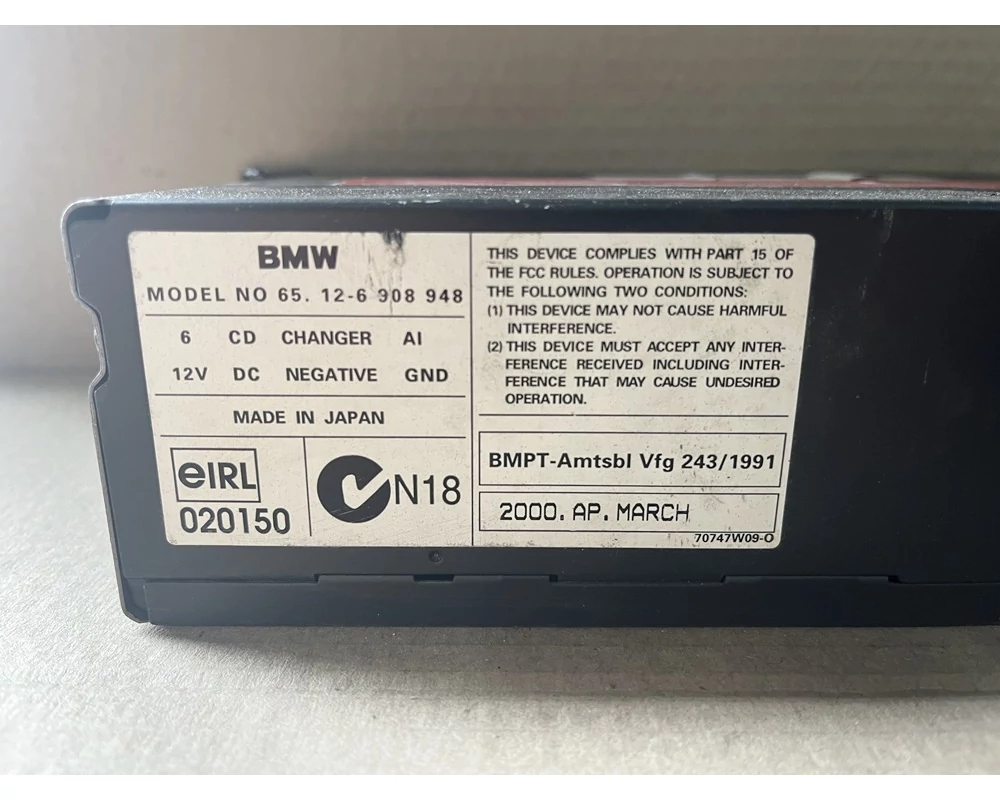 BMW
MODEL NO 65. 12-6 908 948
6 CD CHANGER AI
12V DC NEGATIVE GND
MADE IN JAPAN
eIRL
020150
N18
THIS DEVICE COMPLIES WITH PART 15 OF
THE FCC RULES. OPERATION IS SUBJECT TO
THE FOLLOWING TWO CONDITIONS:
(1) THIS DEVICE MAY NOT CAUSE HARMFUL
INTERFERENCE.
(2) THIS DEVICE MUST ACCEPT ANY INTER-
FERENCE RECEIVED INCLUDING INTER-
FERENCE THAT MAY CAUSE UNDESIRED
OPERATION.
BMPT-Amtsbl Vfg 243/1991
2000. AP. MARCH
70747W09-O